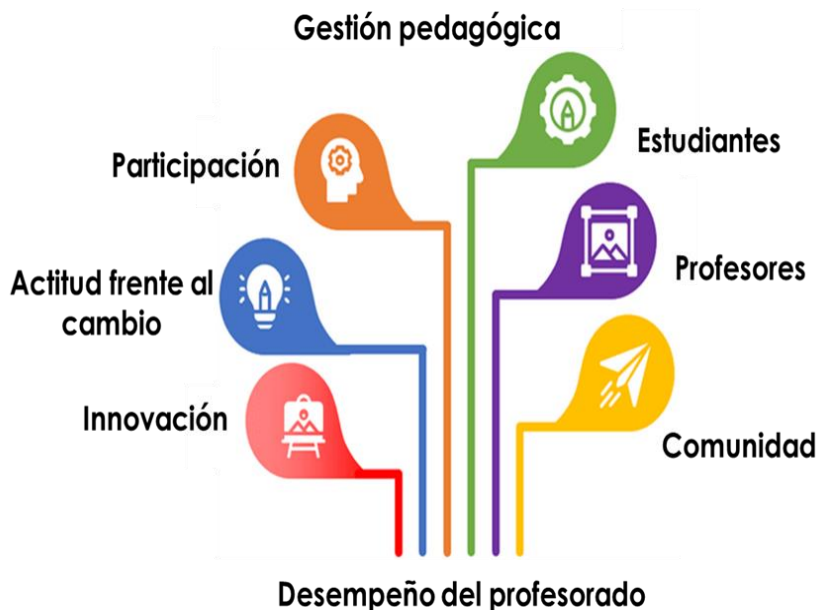 Gestión pedagógica
Participación
Estudiantes
Actitud frente al
cambio
Profesores
Innovación
Comunidad
Desempeño del profesorado